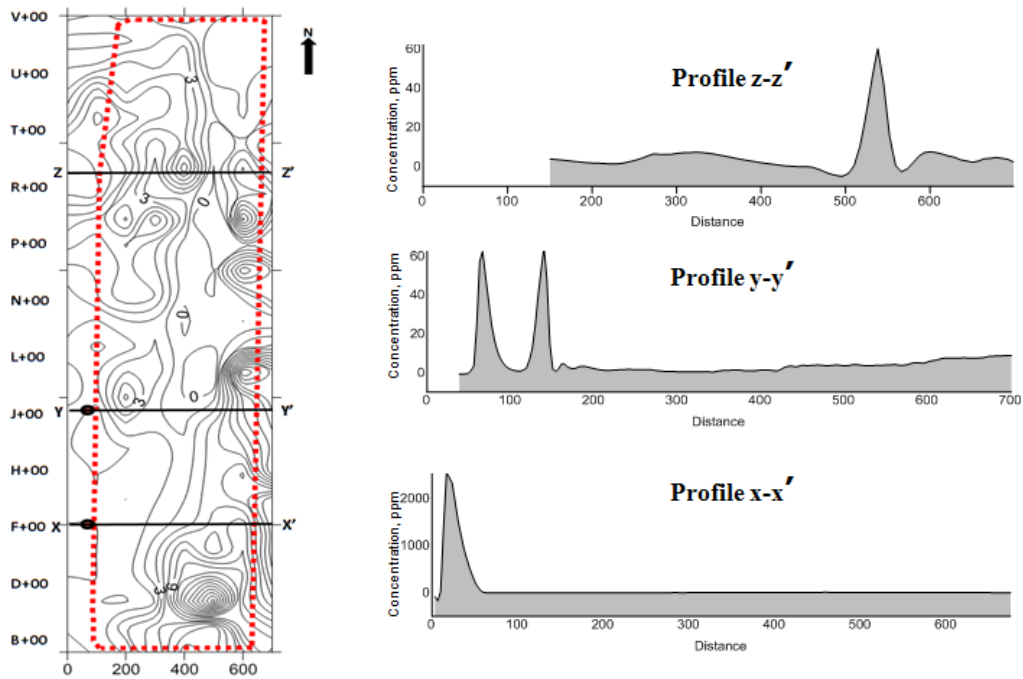 V+00
U+00
T+00
Z
Z'
R+00
P+00
N+00
L+00
J+00 Y
Y'
H+00
F+00 X
X'
D+00
B+00
0 200 400 600
N
3
3
0
0
3
0
3
6
Profile z-z′
Concentration, ppm
60
40
20
0
0 100 200 300 400 500 600
Distance
Profile y-y′
Concentration, ppm
60
40
20
0
0 100 200 300 400 500 600 700
Distance
Profile x-x′
Concentration, ppm
2000
1000
0
0 100 200 300 400 500 600
Distance